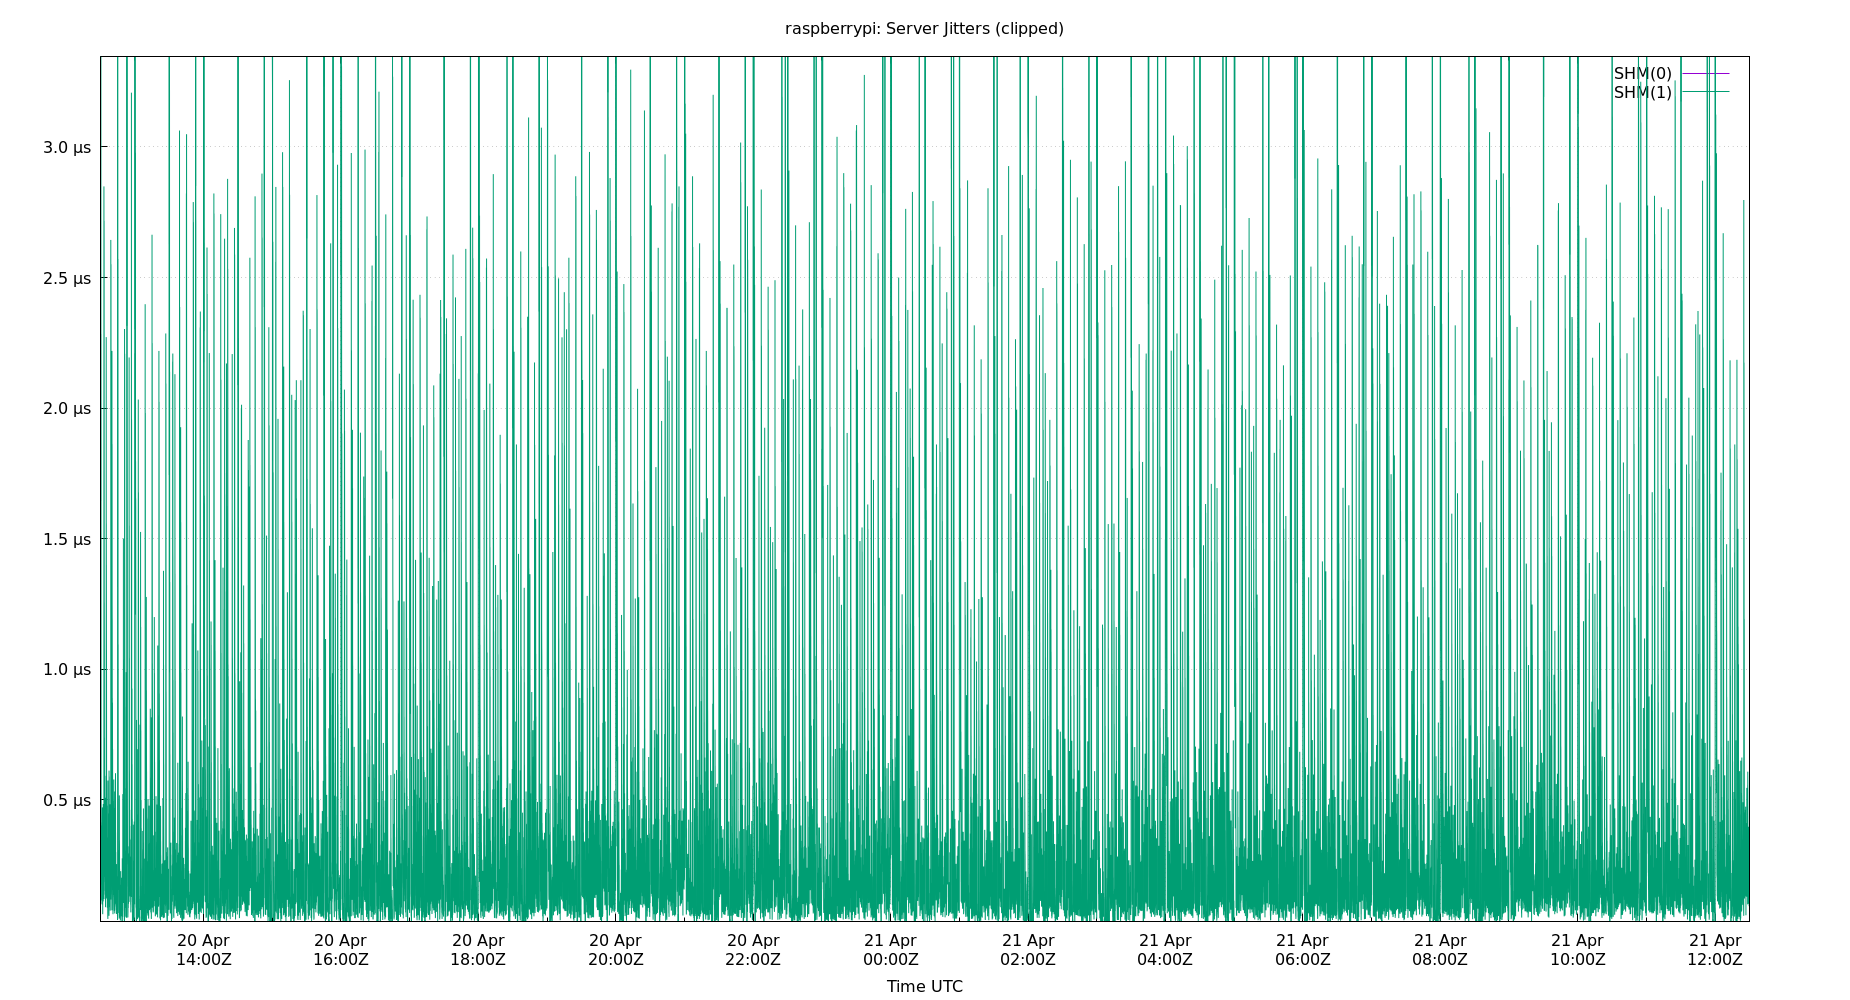 raspberrypi: Server Jitters (clipped)
SHM(0)
SHM(1)
3.0 µs
2.5 µs
2.0 µs
1.5 µs
1.0 µs
0.5 µs
20 Apr 20 Apr 20 Apr 20 Apr 20 Apr 21 Apr 21 Apr 21 Apr 21 Apr 21 Apr 21 Apr 21 Apr
14:00Z 16:00Z 18:00Z 20:00Z 22:00Z 00:00Z 02:00Z 04:00Z 06:00Z 08:00Z 10:00Z 12:00Z
Time UTC